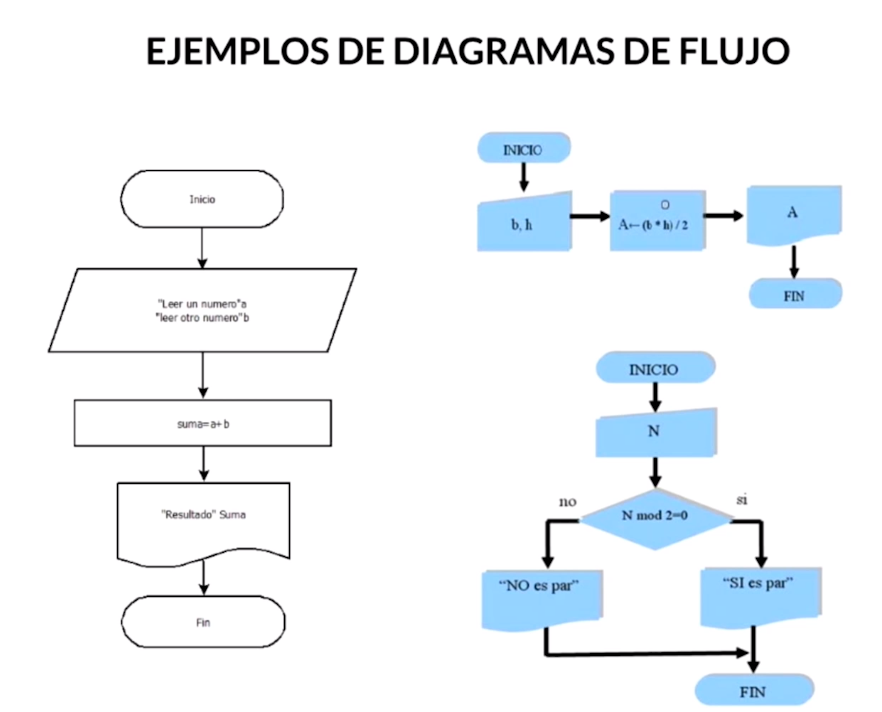 EJEMPLOS DE DIAGRAMAS DE FLUJO
Inicio
"Leer un numero"a
"leer otro numero"b
suma=a+b
"Resultado" Suma
Fin
INICIO
b, h
O
A←(b * h) / 2
A
FIN
INICIO
N
N mod 2=0
no
si
“NO es par”
“SI es par”
FIN